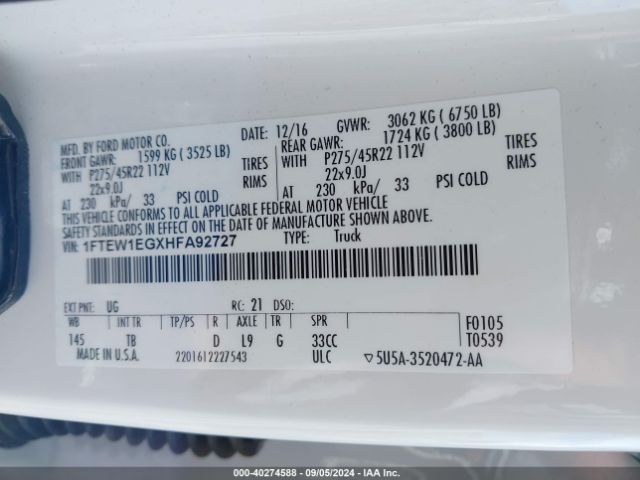 MFD. BY FORD MOTOR CO. DATE: 12/16 GVWR: 3062 KG ( 6750 LB)
FRONT GAWR: 1599 KG ( 3525 LB) REAR GAWR: 1724 KG ( 3800 LB)
WITH P275/45R22 112V TIRES WITH P275/45R22 112V TIRES
22x9.0J RIMS 22x9.0J RIMS
AT 230 kPa/ 33 PSI COLD AT 230 kPa/ 33 PSI COLD
THIS VEHICLE CONFORMS TO ALL APPLICABLE FEDERAL MOTOR VEHICLE
SAFETY STANDARDS IN EFFECT ON THE DATE OF MANUFACTURE SHOWN ABOVE.
VIN: 1FTEW1EGXHFA92727 TYPE: Truck
EXT PNT: UG RC: 21 DSO:
WB INT TR TP/PS R AXLE TR SPR F0105
145 TB D L9 G 33CC T0539
MADE IN U.S.A. 2201612227543 ULC ▽5U5A-3520472-AA
000-40274588 - 09/05/2024 - IAAI.COM